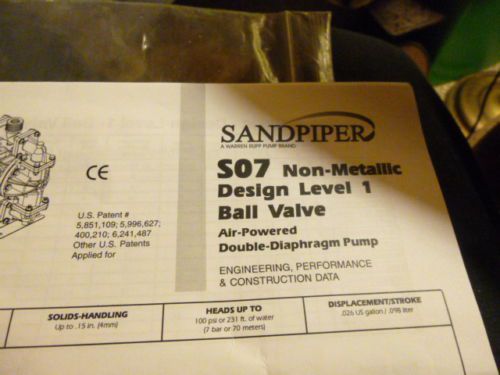 SANDPIPER
A WARREN RUPP PUMP BRAND
S07 Non-Metallic
Design Level 1
Ball Valve
Air-Powered
Double-Diaphragm Pump
ENGINEERING, PERFORMANCE
& CONSTRUCTION DATA
CE
U.S. Patent #
5,851,109; 5,996,627;
400,210; 6,241,487
Other U.S. Patents
Applied for
SOLIDS-HANDLING
Up to .15 in. (4mm)
HEADS UP TO
100 psi or 231 ft. of water
(7 bar or 70 meters)
DISPLACEMENT/STROKE
.026 US gallon / .098 liter